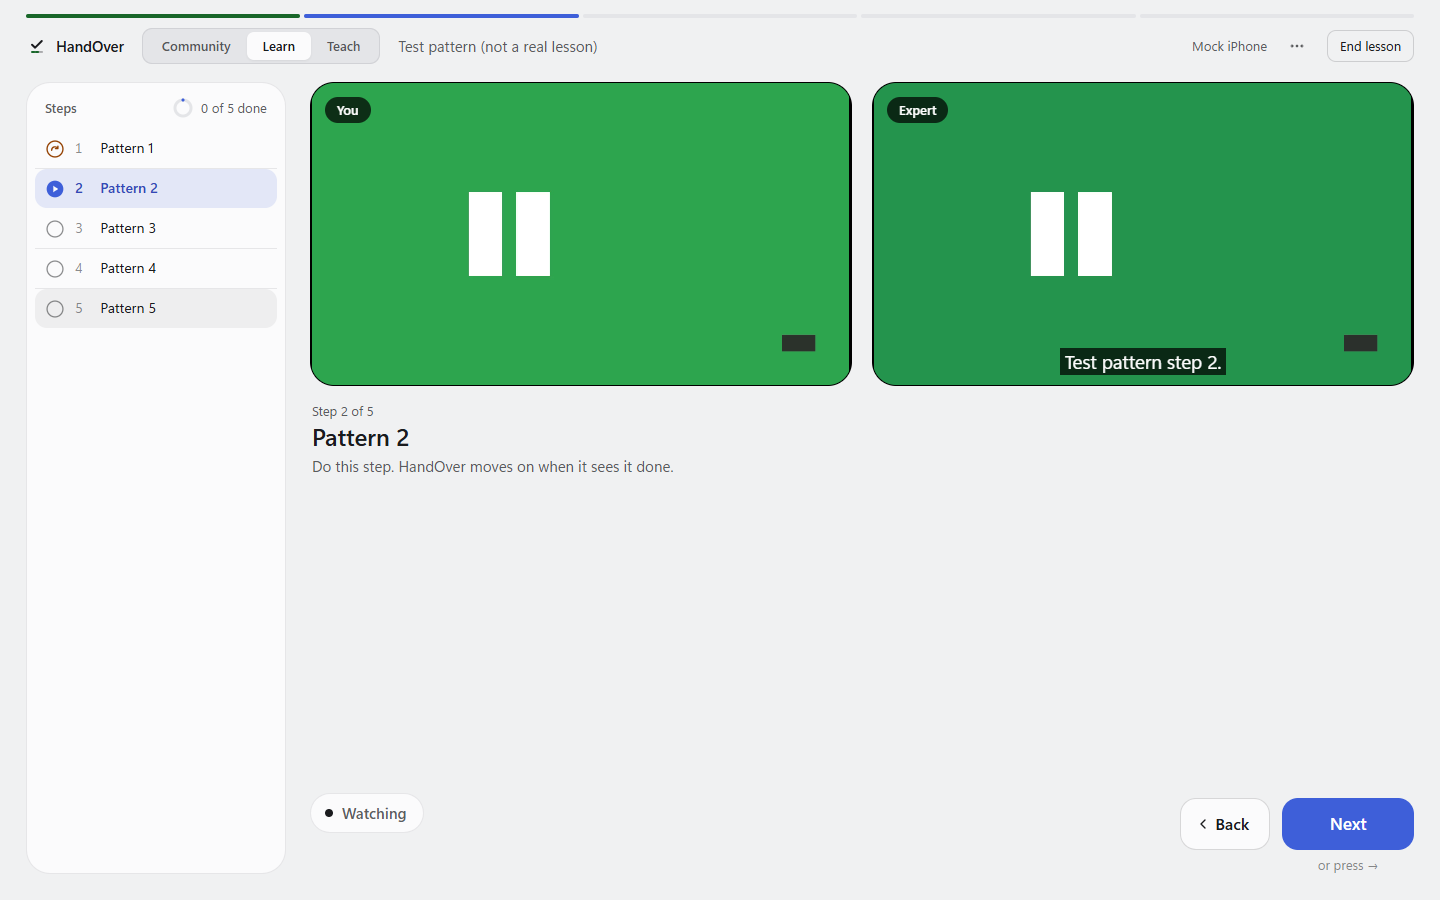 HandOver
Community
Learn
Teach
Test pattern (not a real lesson)
Mock iPhone
End lesson
Steps
0 of 5 done
1 Pattern 1
2 Pattern 2
3 Pattern 3
4 Pattern 4
5 Pattern 5
You
Expert
Test pattern step 2.
Step 2 of 5
Pattern 2
Do this step. HandOver moves on when it sees it done.
Watching
Back
Next
or press →